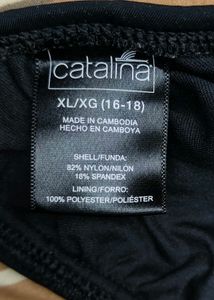 catalina
XL/XG (16-18)
MADE IN CAMBODIA
HECHO EN CAMBOYA
SHELL/FUNDA:
82% NYLON/NILÓN
18% SPANDEX
LINING/FORRO:
100% POLYESTER/POLIÉSTER